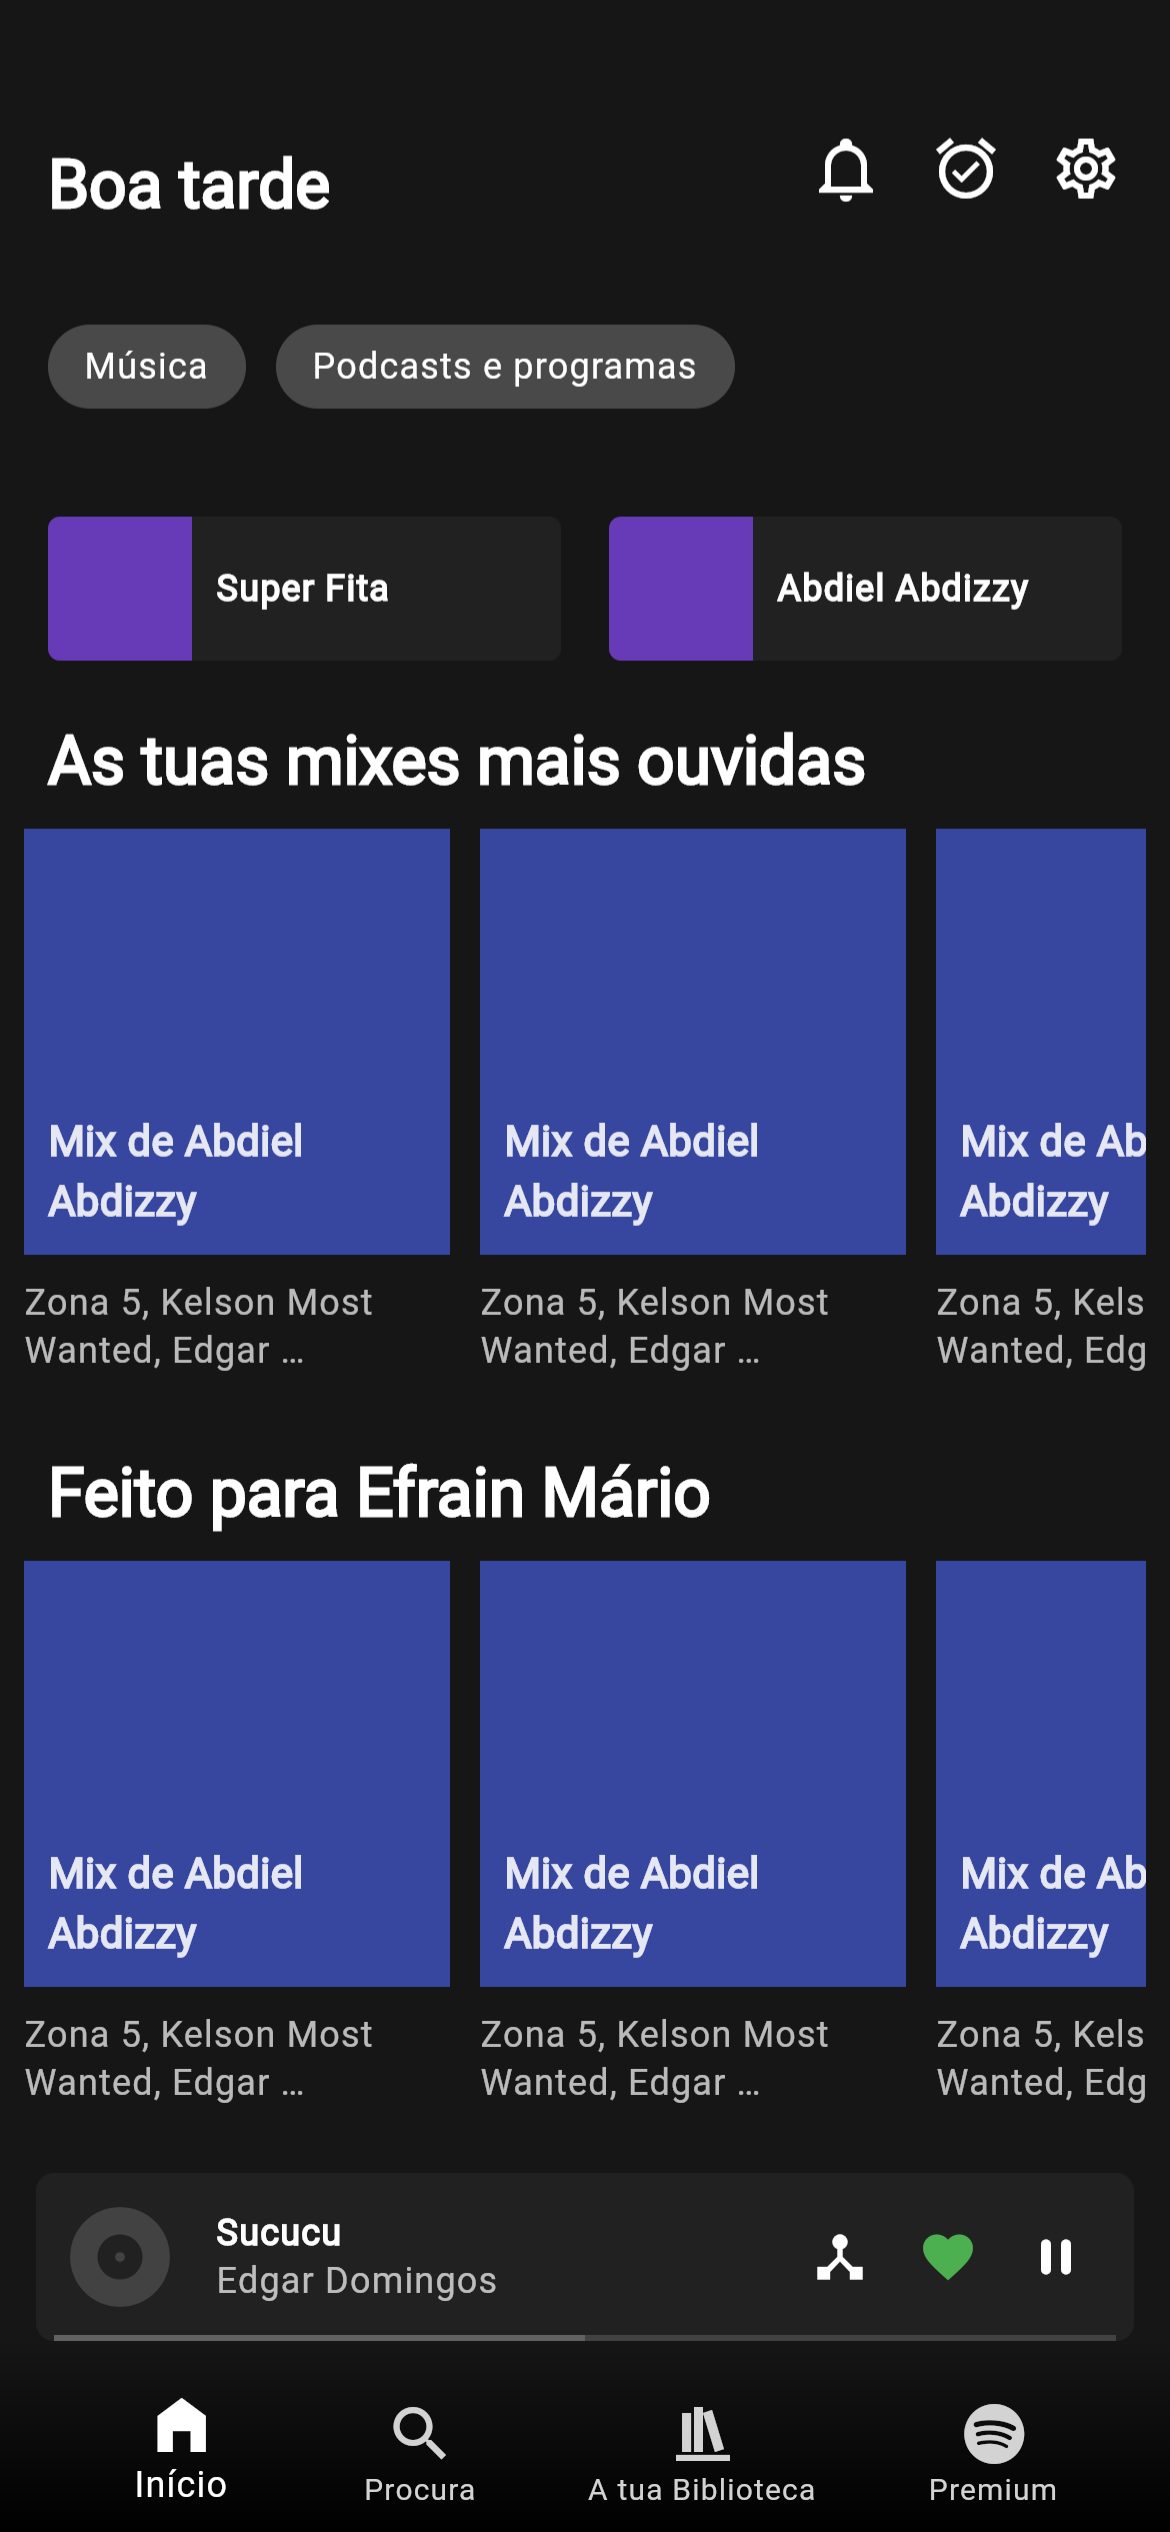 Boa tarde
Música
Podcasts e programas
Super Fita
Abdiel Abdizzy
As tuas mixes mais ouvidas
Mix de Abdiel
Abdizzy
Zona 5, Kelson Most
Wanted, Edgar ...
Mix de Abdiel
Abdizzy
Zona 5, Kelson Most
Wanted, Edgar ...
Mix de Ab
Abdizzy
Zona 5, Kels
Wanted, Edg
Feito para Efrain Mário
Mix de Abdiel
Abdizzy
Zona 5, Kelson Most
Wanted, Edgar ...
Mix de Abdiel
Abdizzy
Zona 5, Kelson Most
Wanted, Edgar ...
Mix de Ab
Abdizzy
Zona 5, Kels
Wanted, Edg
Sucucu
Edgar Domingos
Início
Procura
A tua Biblioteca
Premium